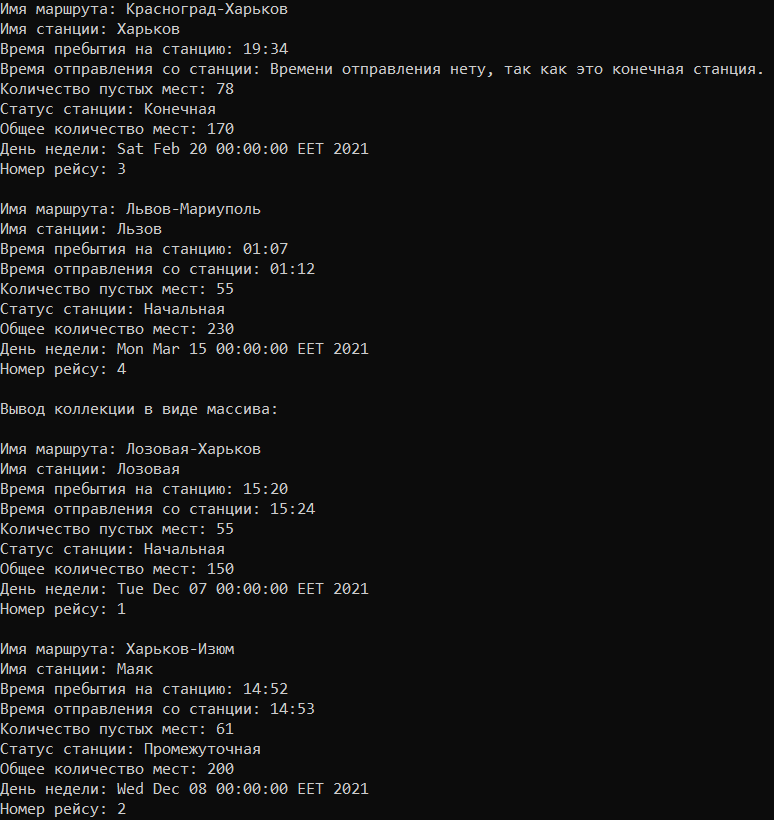 Имя маршрута: Красноград-Харьков
Имя станции: Харьков
Время пребытия на станцию: 19:34
Время отправления со станции: Времени отправления нету, так как это конечная станция.
Количество пустых мест: 78
Статус станции: Конечная
Общее количество мест: 170
День недели: Sat Feb 20 00:00:00 EET 2021
Номер рейсу: 3
Имя маршрута: Львов-Мариуполь
Имя станции: Льзов
Время пребытия на станцию: 01:07
Время отправления со станции: 01:12
Количество пустых мест: 55
Статус станции: Начальная
Общее количество мест: 230
День недели: Mon Mar 15 00:00:00 EET 2021
Номер рейсу: 4
Вывод коллекции в виде массива:
Имя маршрута: Лозовая-Харьков
Имя станции: Лозовая
Время пребытия на станцию: 15:20
Время отправления со станции: 15:24
Количество пустых мест: 55
Статус станции: Начальная
Общее количество мест: 150
День недели: Tue Dec 07 00:00:00 EET 2021
Номер рейсу: 1
Имя маршрута: Харьков-Изюм
Имя станции: Маяк
Время пребытия на станцию: 14:52
Время отправления со станции: 14:53
Количество пустых мест: 61
Статус станции: Промежуточная
Общее количество мест: 200
День недели: Wed Dec 08 00:00:00 EET 2021
Номер рейсу: 2